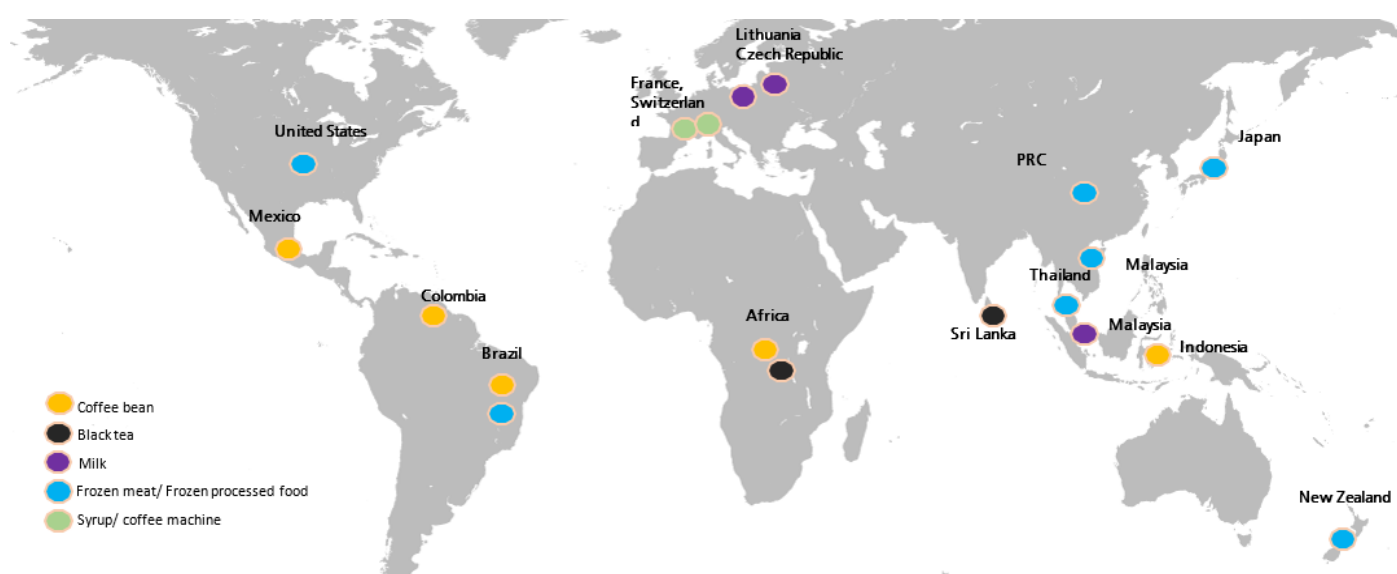 Lithuania
Czech Republic
France,
Switzerlan
d
United States
Japan
PRC
Mexico
Malaysia
Thailand
Colombia
Africa
Malaysia
Sri Lanka
Indonesia
Brazil
Coffee bean
Black tea
Milk
Frozen meat/ Frozen processed food
Syrup/ coffee machine
New Zealand